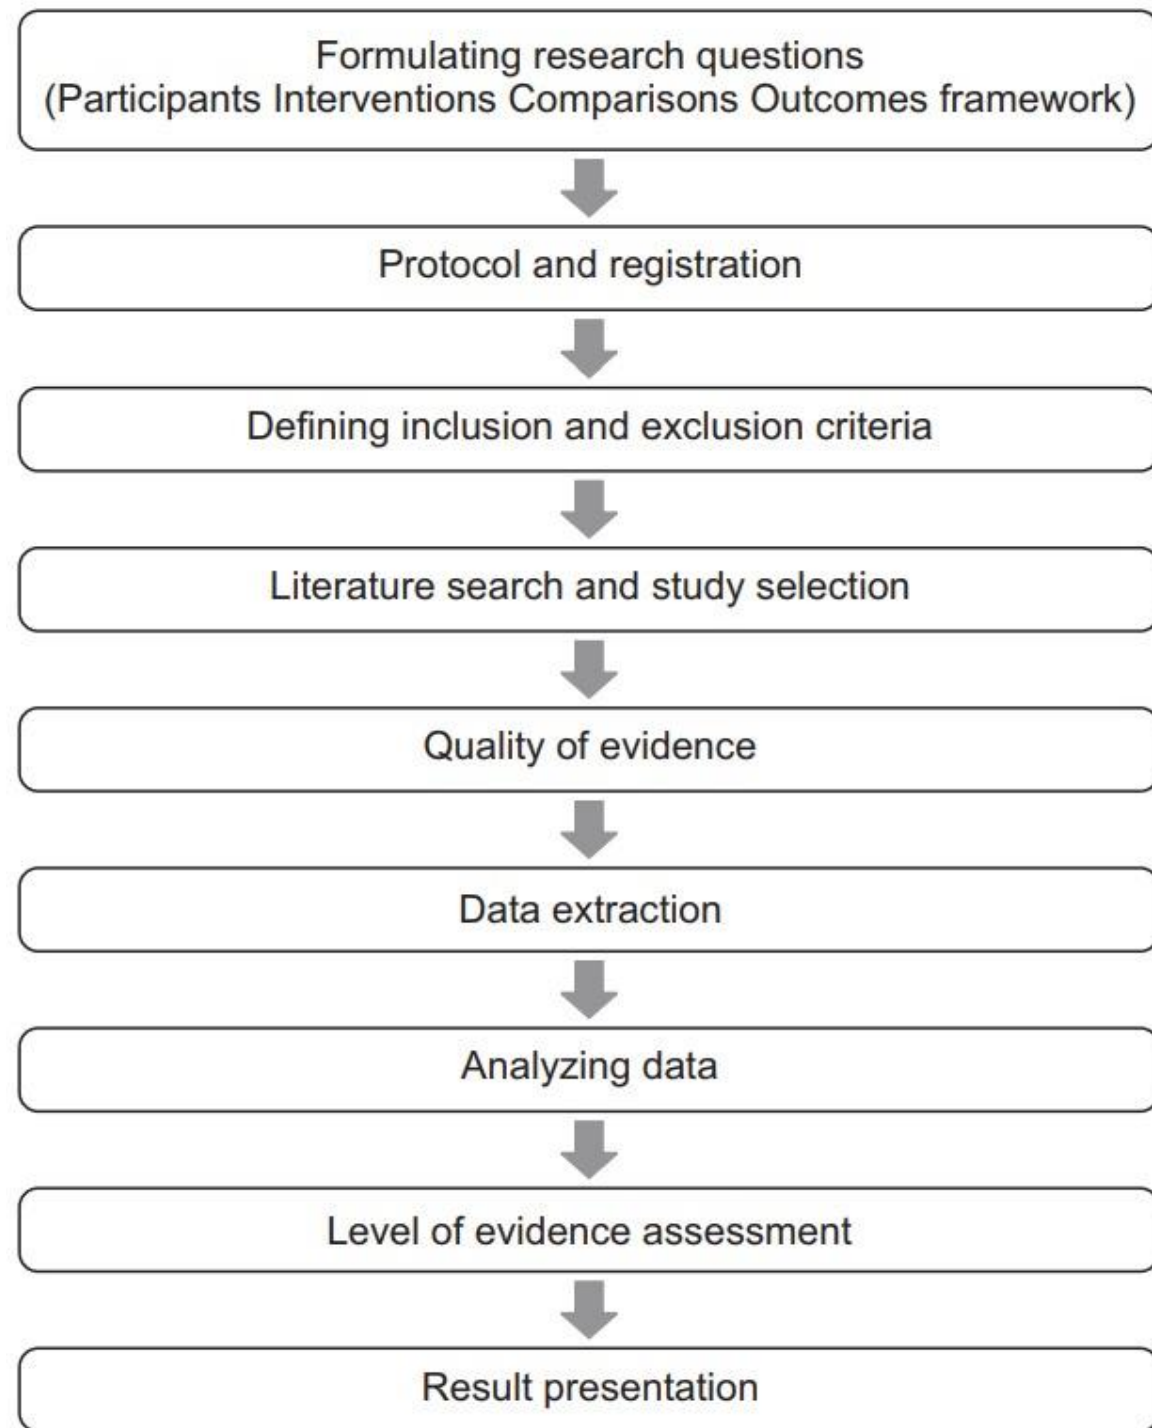 Formulating research questions
(Participants Interventions Comparisons Outcomes framework)
Protocol and registration
Defining inclusion and exclusion criteria
Literature search and study selection
Quality of evidence
Data extraction
Analyzing data
Level of evidence assessment
Result presentation